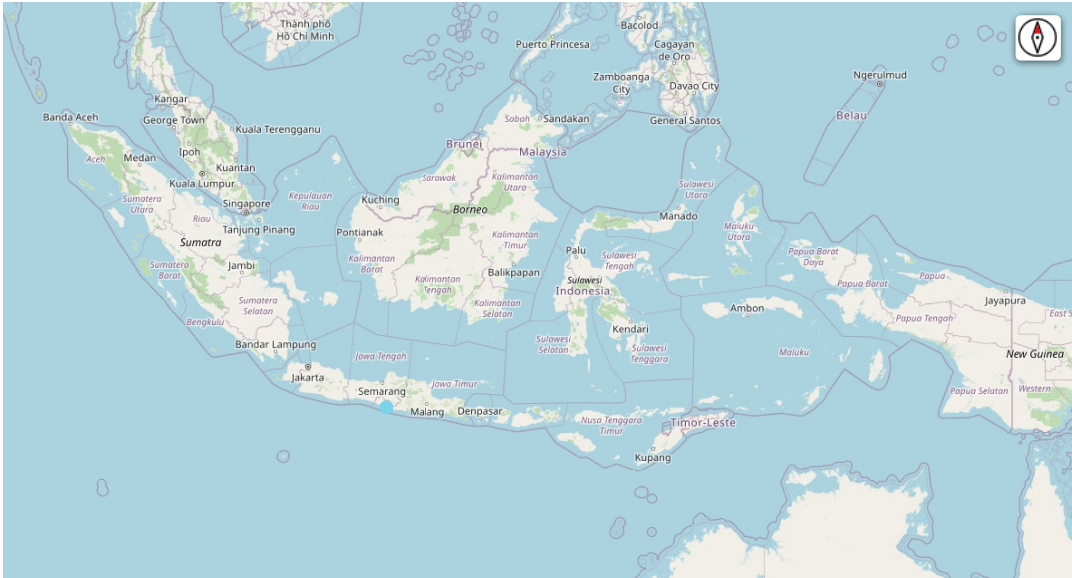 Thành phố
Hồ Chí Minh
Bacolod
Puerto Princesa
Cagayan
de Oro
Zamboanga
City
Davao City
Ngerulmud
Kangar
Banda Aceh
George Town
Kuala Terengganu
Sabah
Sandakan
General Santos
Belau
Aceh
Medan
Ipoh
Kuantan
Kuala Lumpur
Brunei
Malaysia
Sarawak
Kalimantan
Utara
Sulawesi
Utara
Sumatera
Utara
Kepulauan
Riau
Kuching
Borneo
Singapore
Riau
Tanjung Pinang
Manado
Maluku
Utara
Sumatra
Pontianak
Kalimantan
Timur
Palu
Sulawesi
Tengah
Papua Barat
Daya
Papua Barat
Papua
Sumatera
Barat
Jambi
Kalimantan
Barat
Balikpapan
Kalimantan
Tengah
Sulawesi
Indonesia
Sumatera
Selatan
Kalimantan
Selatan
Jayapura
Ambon
Papua Tengah
East S
Bengkulu
Kendari
Bandar Lampung
Sulawesi
Selatan
Sulawesi
Tenggara
Maluku
New Guinea
Jawa Tengah
Jakarta
Semarang
Jawa Timur
Papua Selatan
Western
Malang
Denpasar
Nusa Tenggara
Timur
Timor-Leste
Kupang